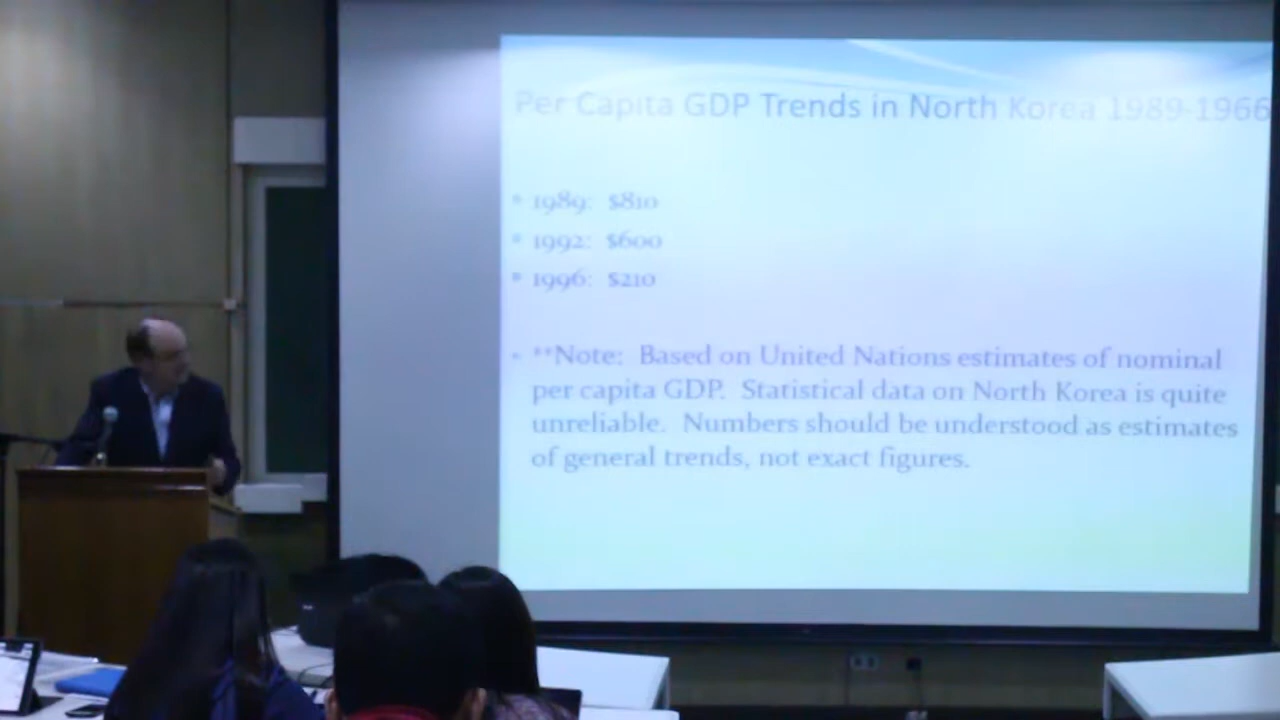 Per Capita GDP Trends in North Korea 1989-1966
• 1989: $810
• 1992: $600
• 1996: $210
• **Note: Based on United Nations estimates of nominal
per capita GDP. Statistical data on North Korea is quite
unreliable. Numbers should be understood as estimates
of general trends, not exact figures.